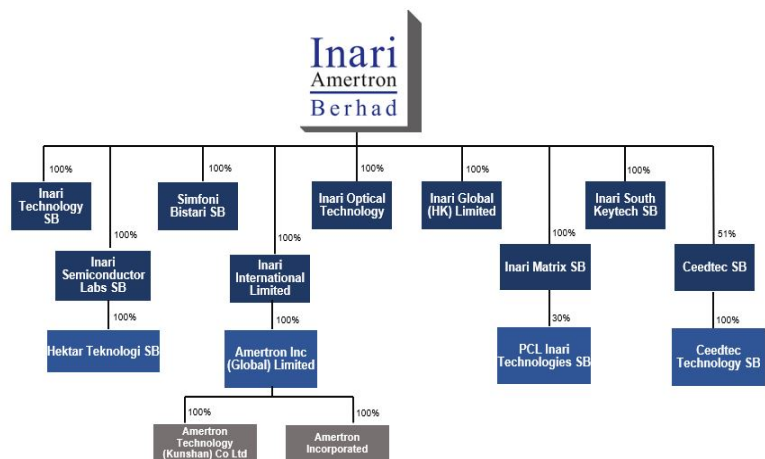 Inari
Amertron
Berhad
100%
100%
100%
100%
100%
100%
100%
100%
51%
Inari
Technology
SB
Simfoni
Bistari SB
Inari Optical
Technology
Inari Global
(HK) Limited
Inari South
Keytech SB
Inari
Semiconductor
Labs SB
Inari
International
Limited
Inari Matrix SB
Ceedtec SB
100%
100%
30%
100%
Hektar Teknologi SB
Amertron Inc
(Global) Limited
PCL Inari
Technologies SB
Ceedtec
Technology SB
100%
100%
Amertron
Technology
(Kunshan) Co Ltd
Amertron
Incorporated